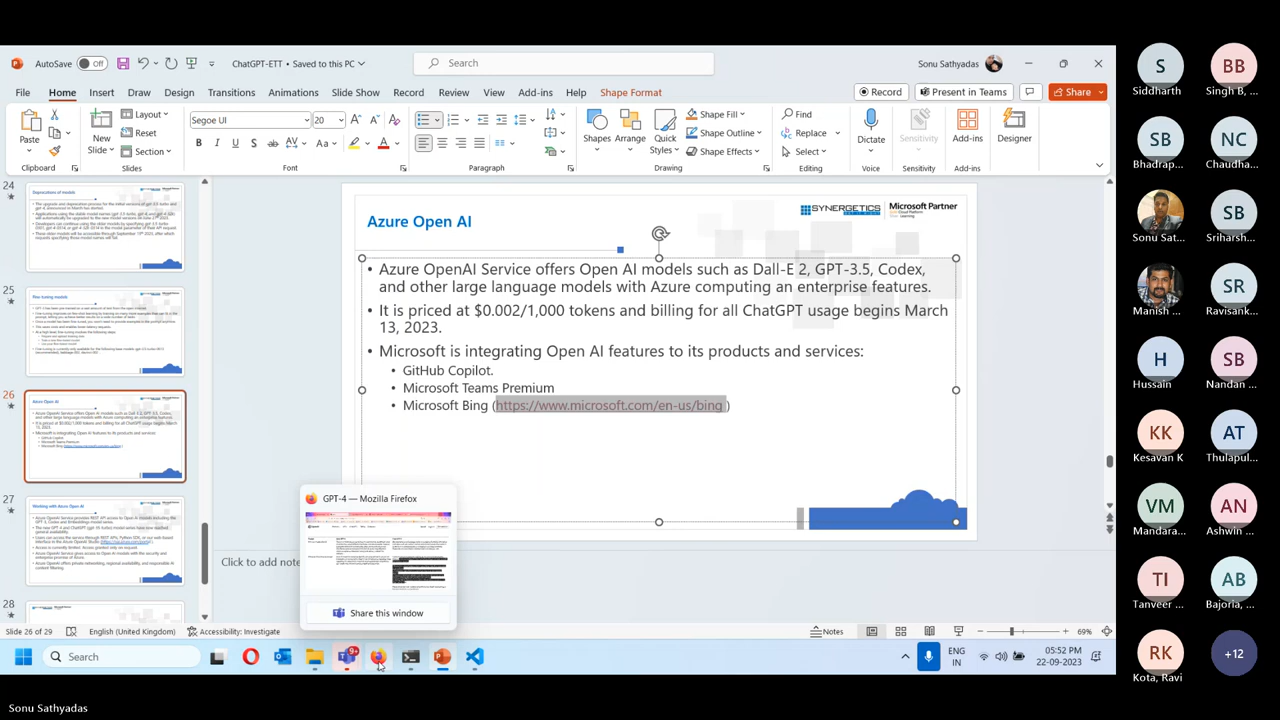 AutoSave Off ChatGPT-ETT • Saved to this PC Search Sonu Sathyadas
File Home Insert Draw Design Transitions Animations Slide Show Record Review View Add-ins Help Shape Format Record Present in Teams Share
Paste
Clipboard
New
Slide
Layout
Reset
Section
Slides
Segoe UI 20
Font
Paragraph
Shapes
Arrange
Quick
Styles
Shape Fill
Shape Outline
Shape Effects
Drawing
Find
Replace
Select
Editing
Dictate
Voice
Sensitivity
Sensitivity
Add-ins
Add-ins
Designer
24
25
26
27
28
Azure Open AI
SYNERGETICS
Microsoft Partner
• Azure OpenAI Service offers Open AI models such as Dall-E 2, GPT-3.5, Codex,
and other large language models with Azure computing an enterprise features.
• It is priced at $0.002/1,000 tokens and billing for all ChatGPT usage begins March
13, 2023.
• Microsoft is integrating Open AI features to its products and services:
• GitHub Copilot.
• Microsoft Teams Premium
• Microsoft Bing (https://www.microsoft.com/en-us/bing )
Click to add note
GPT-4 — Mozilla Firefox
Share this window
Slide 26 of 29 English (United Kingdom) Accessibility: Investigate Notes 69%
Search 9+ ENG
IN
05:52 PM
22-09-2023
S
Siddharth
BB
Singh B, ...
SB
Bhadrap...
NC
Chaudha...
Sonu Sat...
SB
Sriharsh...
Manish ...
SR
Ravisank...
H
Hussain
SB
Nandan ...
KK
Kesavan K
AT
Thulapul...
VM
Mandara...
AN
Ashwin ...
TI
Tanveer ...
AB
Bajoria, ...
RK
Kota, Ravi
+12
Sonu Sathyadas